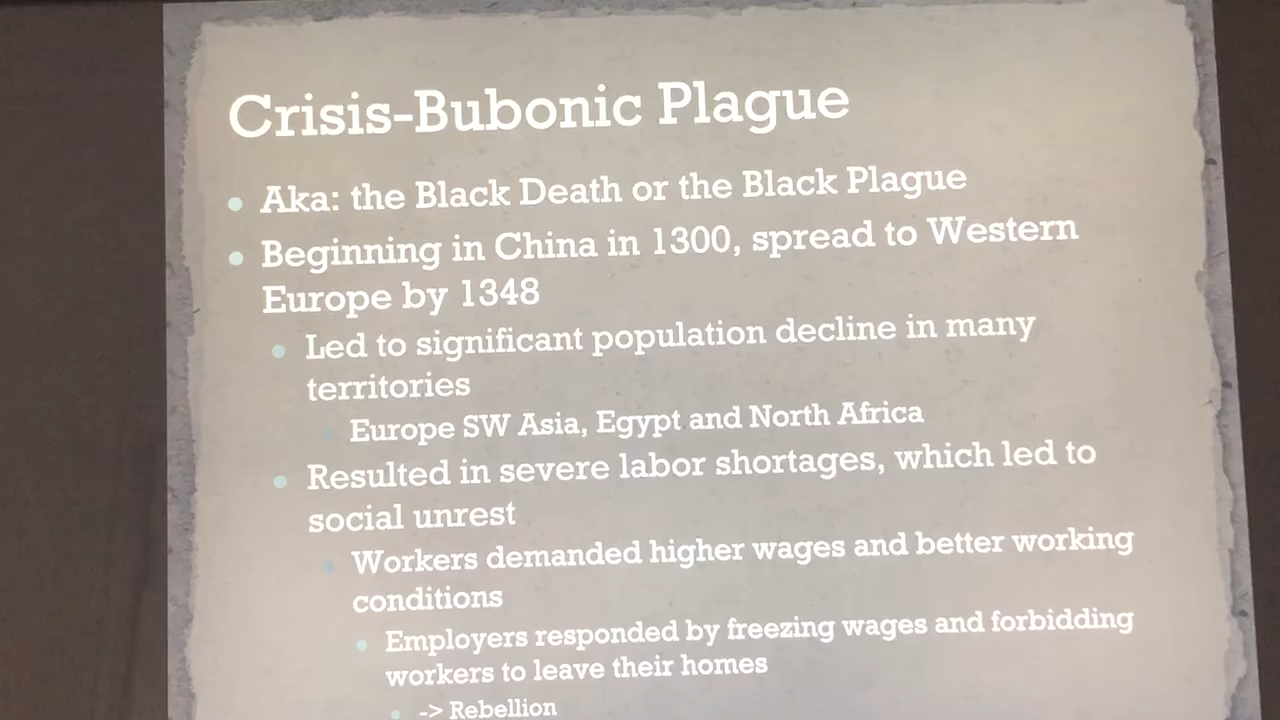 Crisis-Bubonic Plague
Aka: the Black Death or the Black Plague
Beginning in China in 1300, spread to Western
Europe by 1348
Led to significant population decline in many
territories
Europe SW Asia, Egypt and North Africa
Resulted in severe labor shortages, which led to
social unrest
Workers demanded higher wages and better working
conditions
Employers responded by freezing wages and forbidding
workers to leave their homes
-> Rebellion